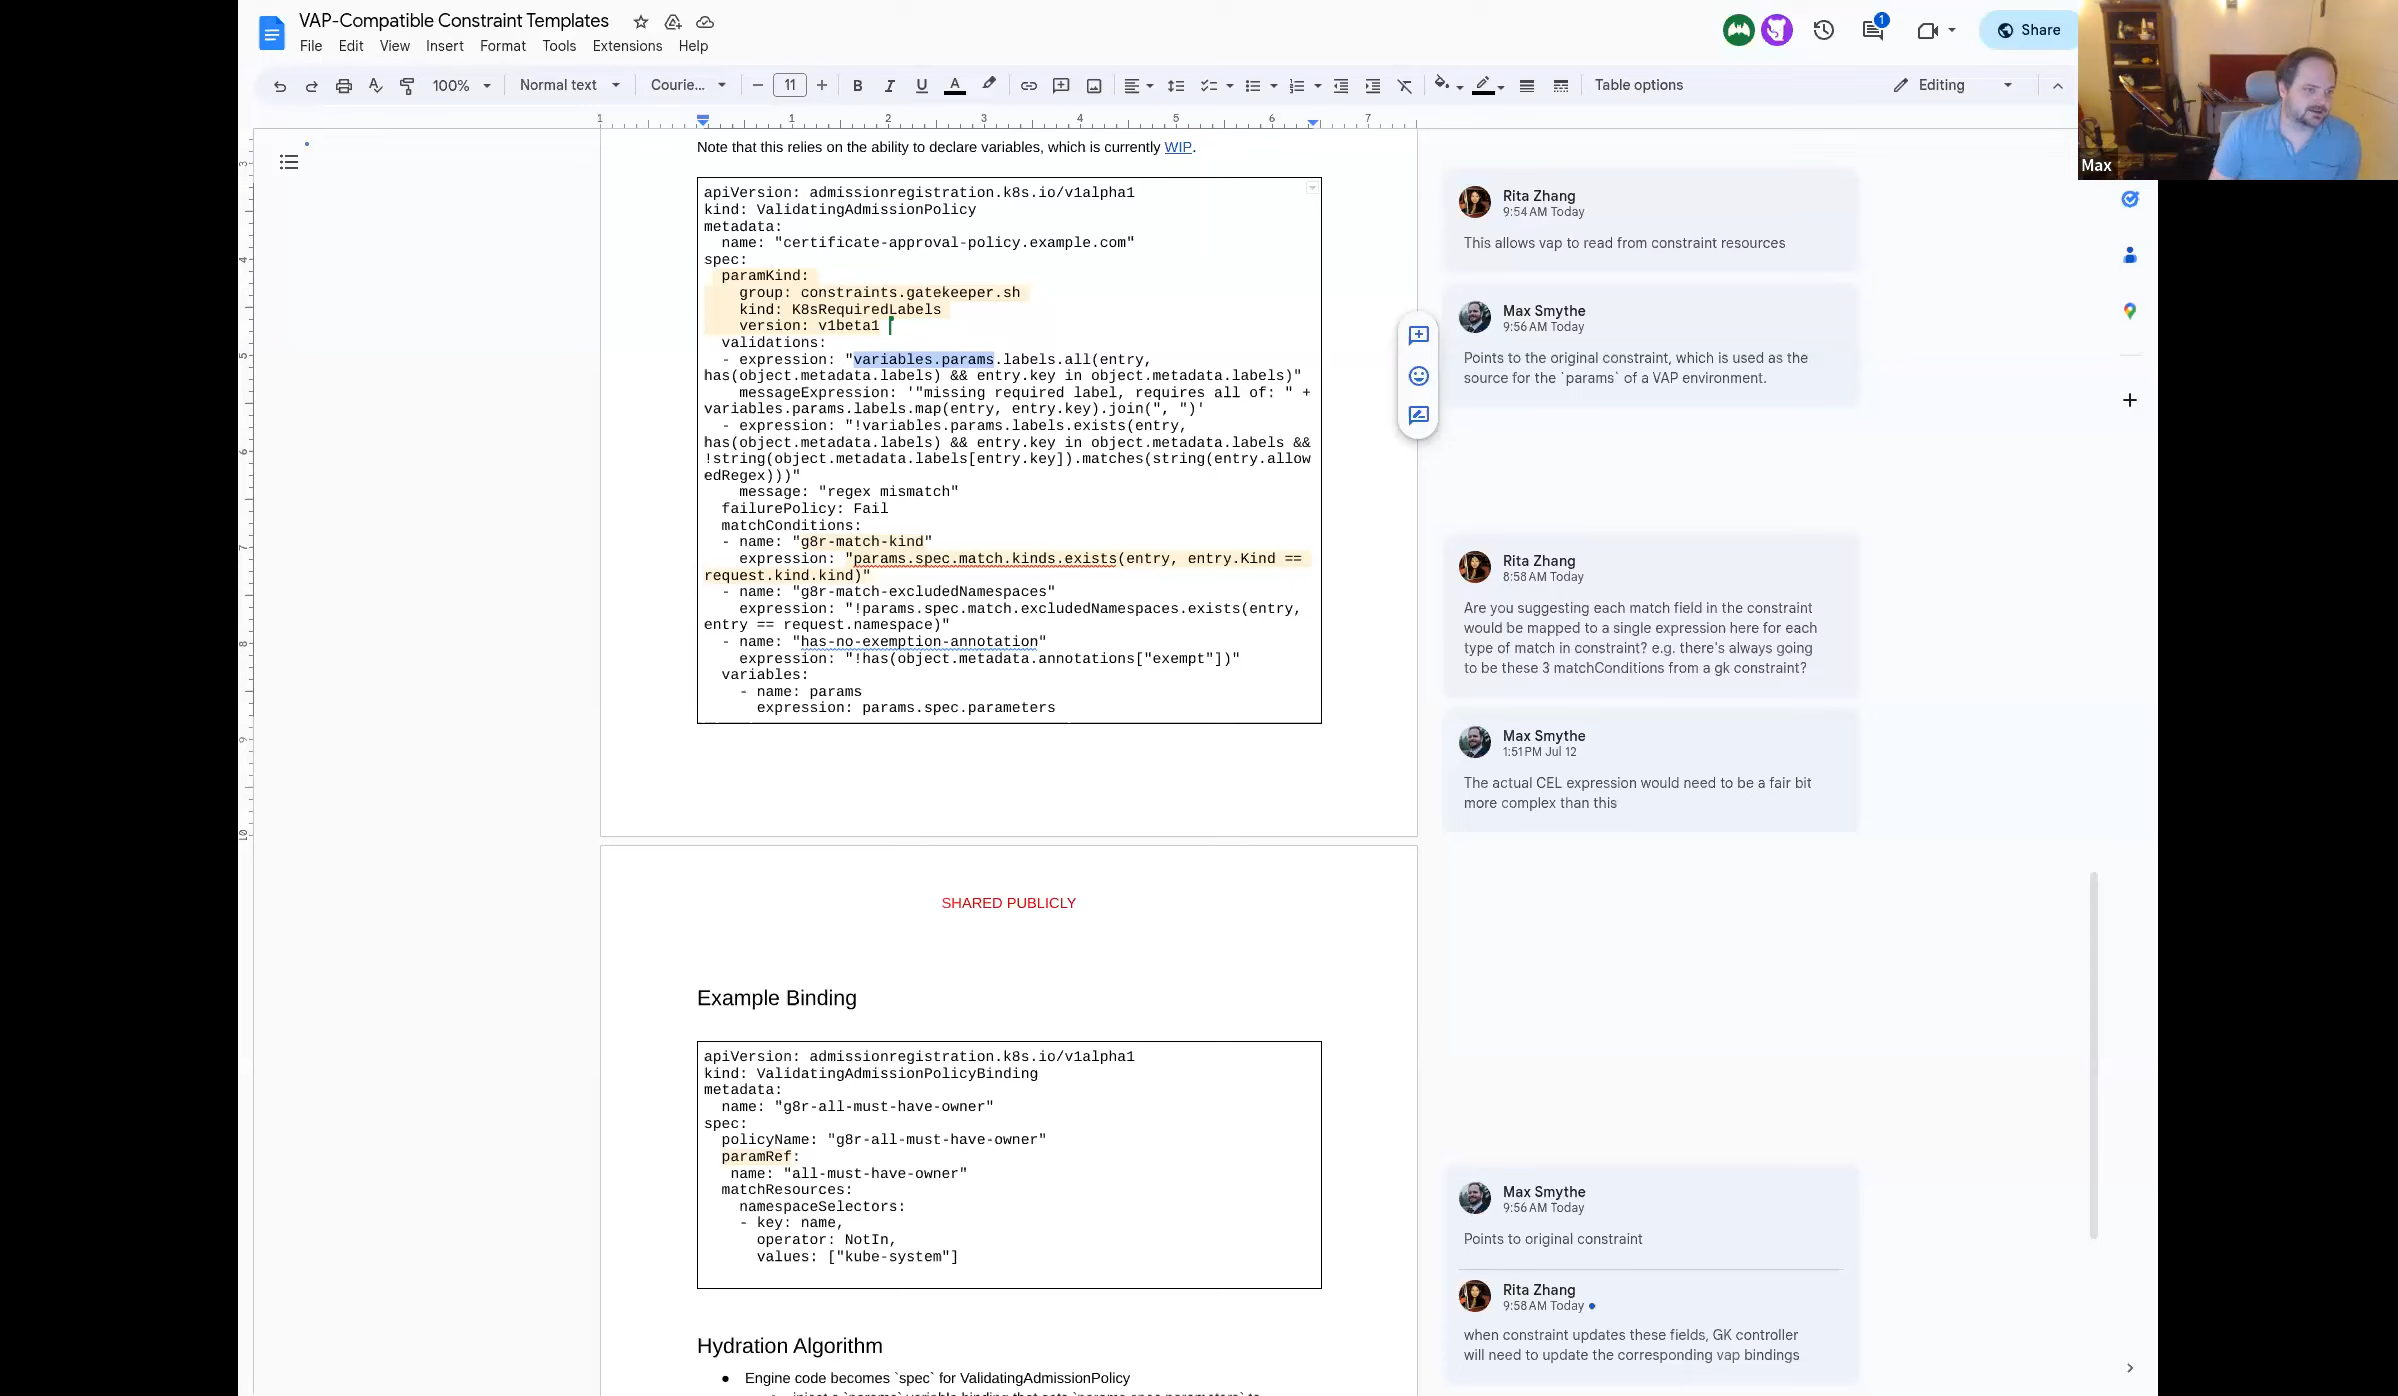 VAP-Compatible Constraint Templates
File Edit View Insert Format Tools Extensions Help
1
Share
100% Normal text Courie... 11 Table options Editing
1 1 2 3 4 5 6 7
Max
Note that this relies on the ability to declare variables, which is currently WIP.
apiVersion: admissionregistration.k8s.io/v1alpha1
kind: ValidatingAdmissionPolicy
metadata:
name: "certificate-approval-policy.example.com"
spec:
paramKind:
group: constraints.gatekeeper.sh
kind: K8sRequiredLabels
version: v1beta1
validations:
- expression: "variables.params.labels.all(entry,
has(object.metadata.labels) && entry.key in object.metadata.labels)"
messageExpression: '"missing required label, requires all of: " +
variables.params.labels.map(entry, entry.key).join(", ")'
- expression: "!variables.params.labels.exists(entry,
has(object.metadata.labels) && entry.key in object.metadata.labels &&
!string(object.metadata.labels[entry.key]).matches(string(entry.allow
edRegex)))"
message: "regex mismatch"
failurePolicy: Fail
matchConditions:
- name: "g8r-match-kind"
expression: "params.spec.match.kinds.exists(entry, entry.Kind ==
request.kind.kind)"
- name: "g8r-match-excludedNamespaces"
expression: "!params.spec.match.excludedNamespaces.exists(entry,
entry == request.namespace)"
- name: "has-no-exemption-annotation"
expression: "!has(object.metadata.annotations["exempt"])"
variables:
- name: params
expression: params.spec.parameters
SHARED PUBLICLY
Example Binding
apiVersion: admissionregistration.k8s.io/v1alpha1
kind: ValidatingAdmissionPolicyBinding
metadata:
name: "g8r-all-must-have-owner"
spec:
policyName: "g8r-all-must-have-owner"
paramRef:
name: "all-must-have-owner"
matchResources:
namespaceSelectors:
- key: name,
operator: NotIn,
values: ["kube-system"]
Hydration Algorithm
● Engine code becomes `spec` for ValidatingAdmissionPolicy
Rita Zhang
9:54 AM Today
This allows vap to read from constraint resources
Max Smythe
9:56 AM Today
Points to the original constraint, which is used as the
source for the `params` of a VAP environment.
Rita Zhang
8:58 AM Today
Are you suggesting each match field in the constraint
would be mapped to a single expression here for each
type of match in constraint? e.g. there's always going
to be these 3 matchConditions from a gk constraint?
Max Smythe
1:51 PM Jul 12
The actual CEL expression would need to be a fair bit
more complex than this
Max Smythe
9:56 AM Today
Points to original constraint
Rita Zhang
9:58 AM Today
when constraint updates these fields, GK controller
will need to update the corresponding vap bindings
3
4
5
6
7
8
9
10